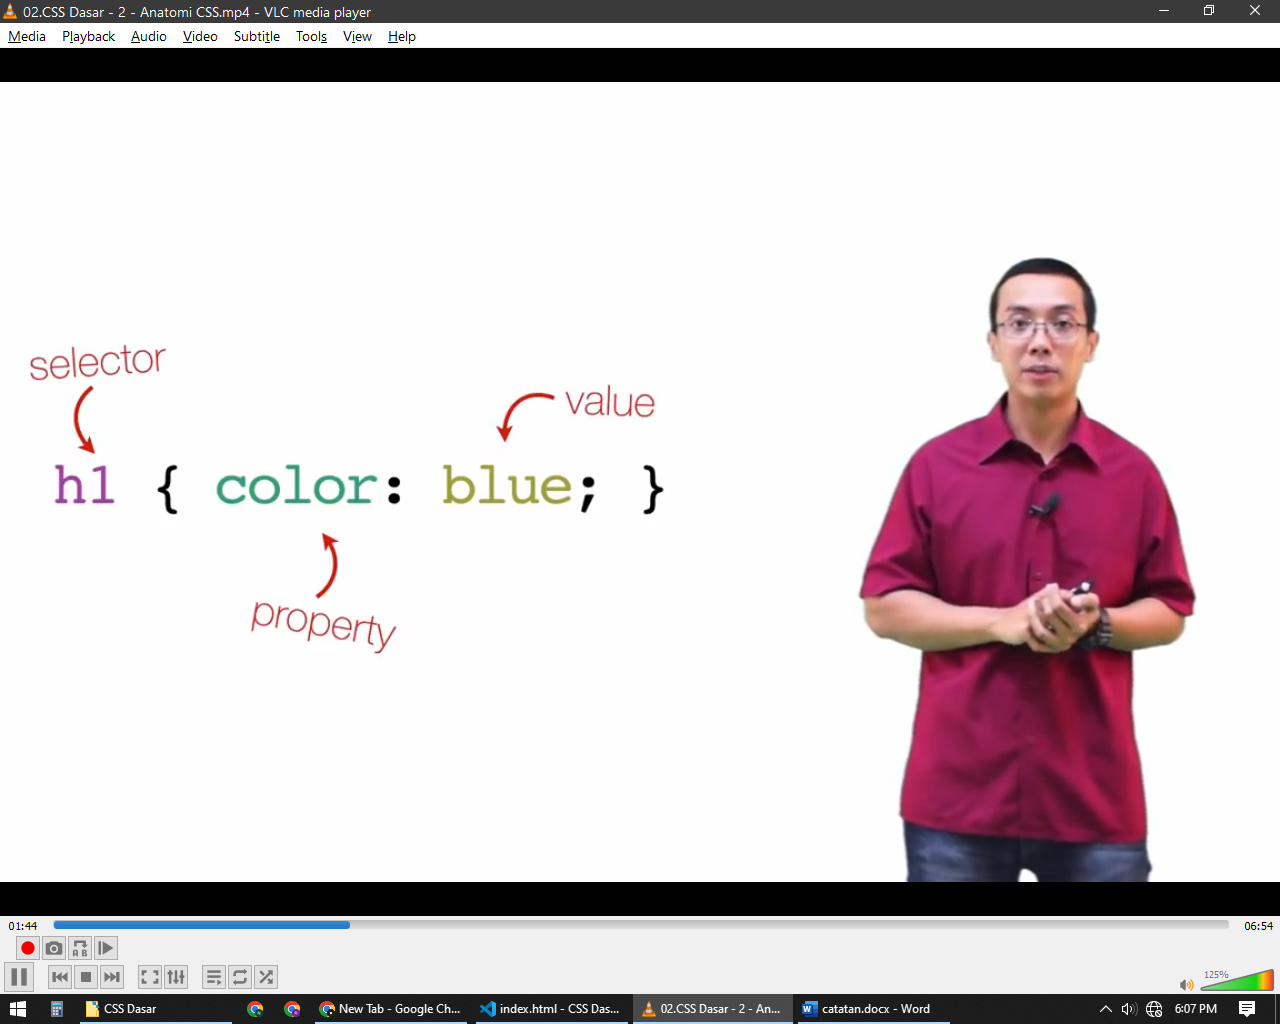 02.CSS Dasar - 2 - Anatomi CSS.mp4 - VLC media player
Media Playback Audio Video Subtitle Tools View Help
selector
value
h1 { color: blue; }
property
01:44
06:54
A B
125%
CSS Dasar
New Tab - Google Ch...
index.html - CSS Das...
02.CSS Dasar - 2 - An...
catatan.docx - Word
6:07 PM